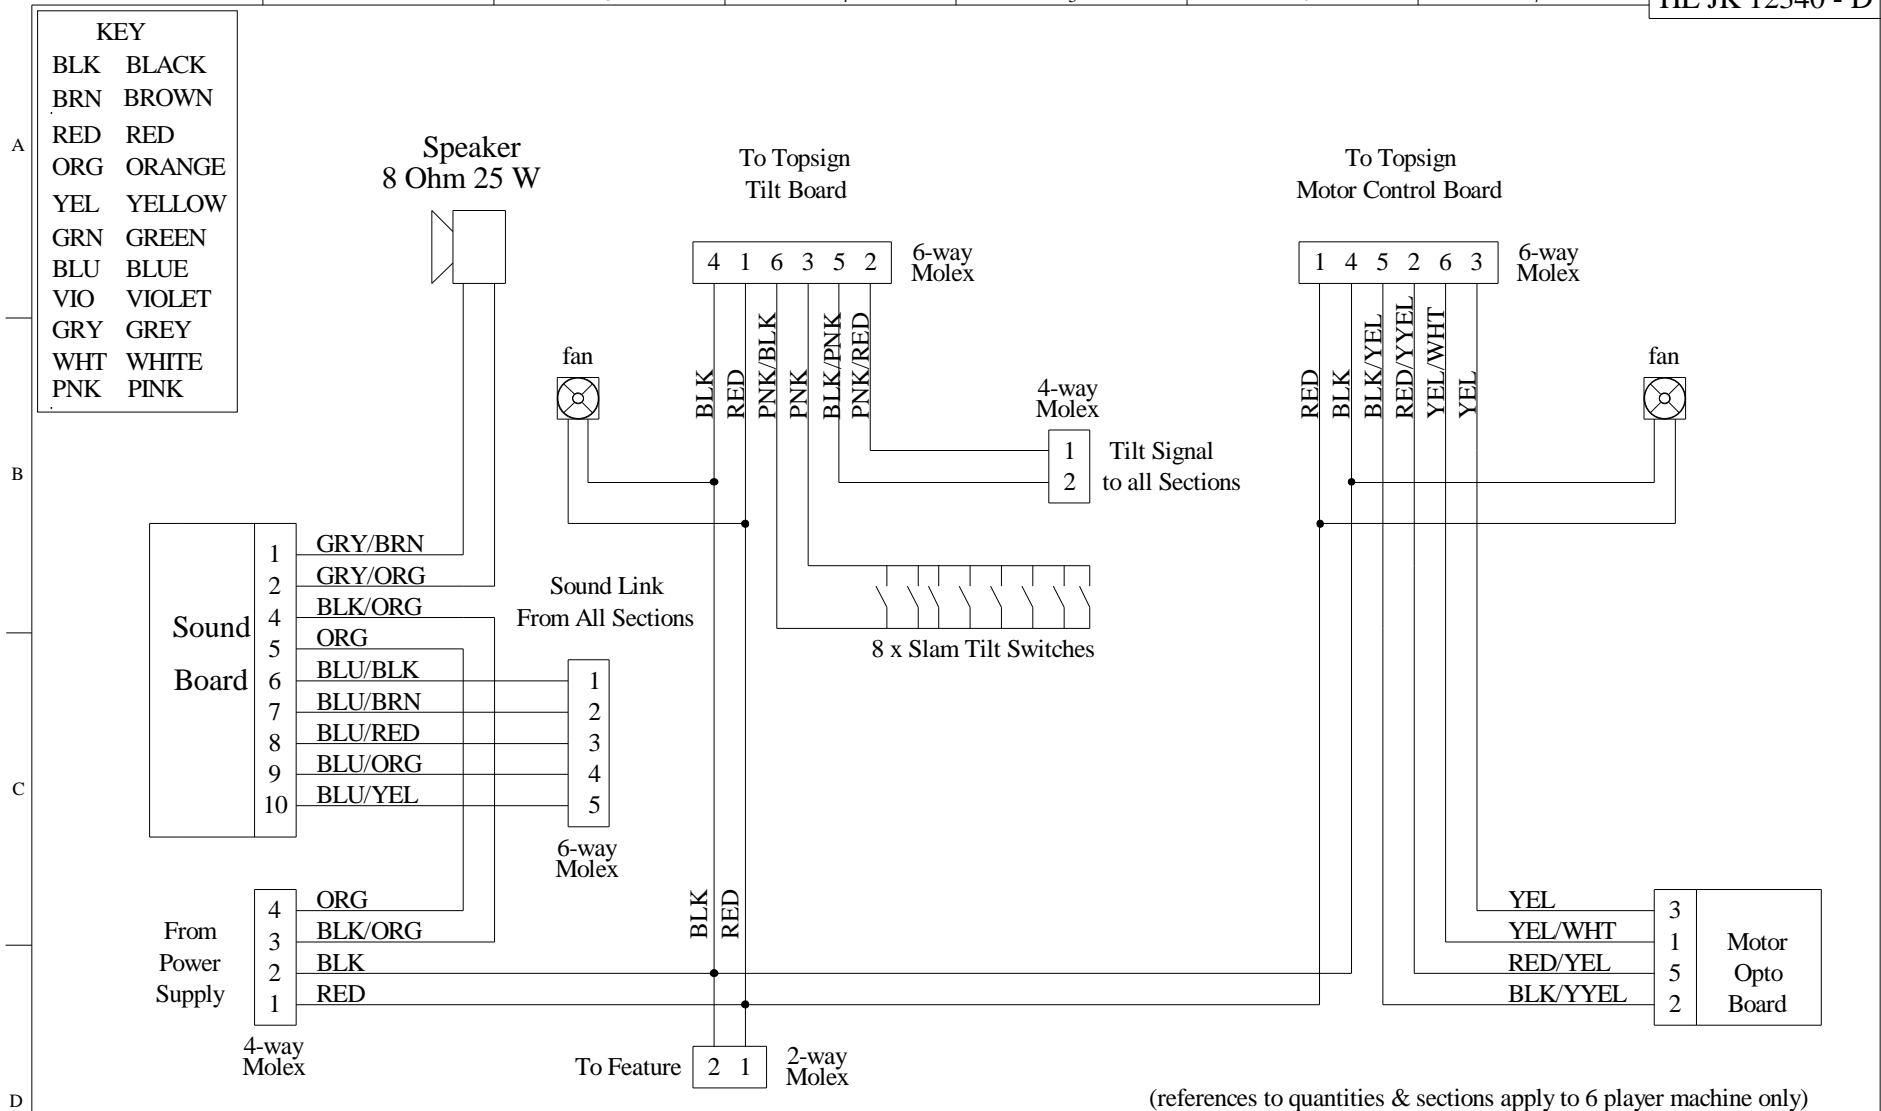 HL JK 12340 - D
KEY
BLK BLACK
BRN BROWN
RED RED
ORG ORANGE
YEL YELLOW
GRN GREEN
BLU BLUE
VIO VIOLET
GRY GREY
WHT WHITE
PNK PINK
A
B
C
D
Speaker
8 Ohm 25 W
To Topsign
Tilt Board
4 1 6 3 5 2
6-way
Molex
BLK
RED
PNK/BLK
PNK
BLK/PNK
PNK/RED
To Topsign
Motor Control Board
1 4 5 2 6 3
6-way
Molex
RED
BLK
BLK/YEL
RED/YYEL
YEL/WHT
YEL
fan
fan
4-way
Molex
1
2
Tilt Signal
to all Sections
8 x Slam Tilt Switches
Sound
Board
1 GRY/BRN
2 GRY/ORG
4 BLK/ORG
5 ORG
6 BLU/BLK
7 BLU/BRN
8 BLU/RED
9 BLU/ORG
10 BLU/YEL
Sound Link
From All Sections
1
2
3
4
5
6-way
Molex
From
Power
Supply
4 ORG
3 BLK/ORG
2 BLK
1 RED
4-way
Molex
BLK
RED
To Feature
2 1
2-way
Molex
YEL 3
YEL/WHT 1
RED/YEL 5
BLK/YYEL 2
Motor
Opto
Board
(references to quantities & sections apply to 6 player machine only)